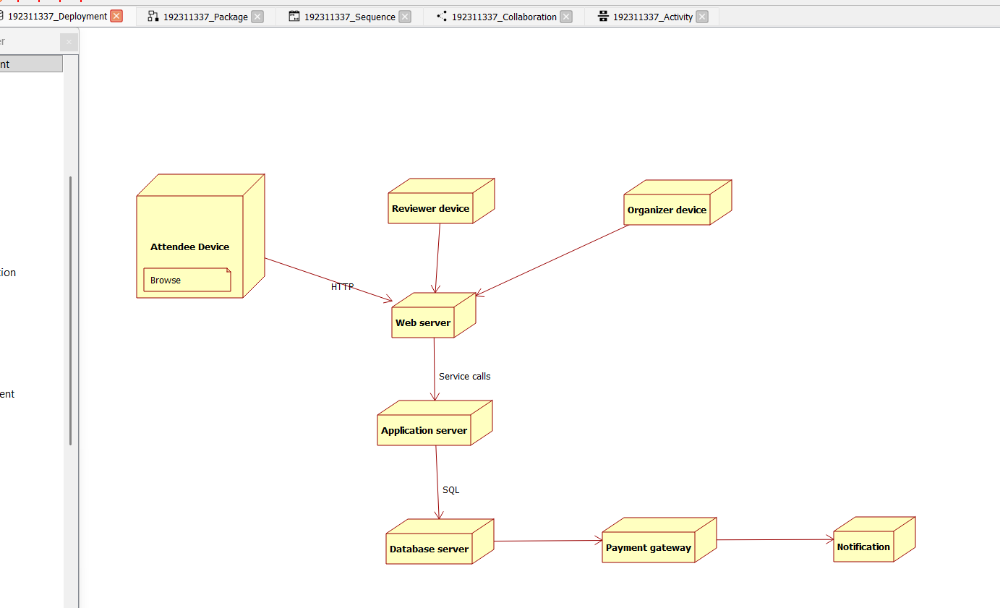 192311337_Deployment
192311337_Package
192311337_Sequence
192311337_Collaboration
192311337_Activity
er
nt
tion
ent
Attendee Device
Browse
Reviewer device
Organizer device
HTTP
Web server
Service calls
Application server
SQL
Database server
Payment gateway
Notification